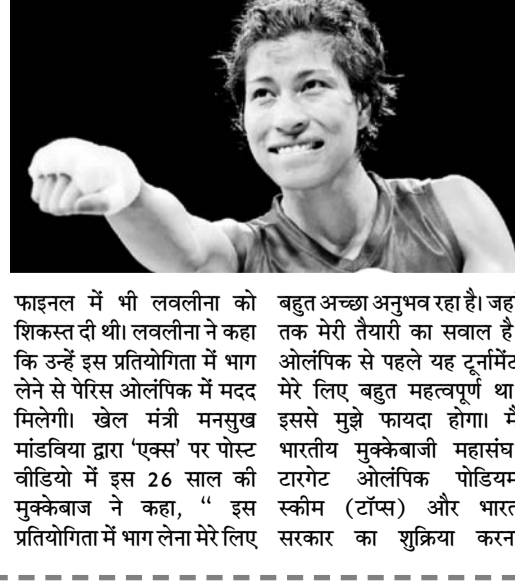 फाइनल में भी लवलीना को
शिकस्त दी थी। लवलीना ने कहा
कि उन्हें इस प्रतियोगिता में भाग
लेने से पेरिस ओलंपिक में मदद
मिलेगी। खेल मंत्री मनसुख
मांडविया द्वारा 'एक्स' पर पोस्ट
वीडियो में इस 26 साल की
मुक्केबाज ने कहा, ‘‘ इस
प्रतियोगिता में भाग लेना मेरे लिए
बहुत अच्छा अनुभव रहा है।
तक मेरी तैयारी का सवाल है
ओलंपिक से पहले यह टूर्नामेंट
मेरे लिए बहुत महत्वपूर्ण था
इससे मुझे फायदा होगा।
भारतीय मुक्केबाजी महासंघ
टारगेट ओलंपिक पोडियम
स्कीम (टॉप्स) और भारत
सरकार का शुक्रिया